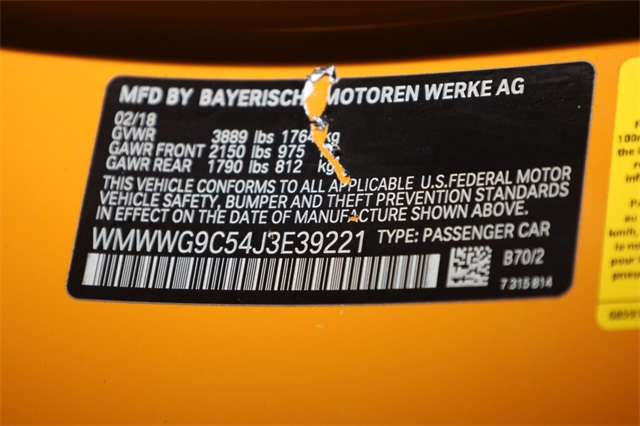 MFD BY BAYERISCH MOTOREN WERKE AG
02/18
GVWR 3889 lbs 1764 kg
GAWR FRONT 2150 lbs 975
GAWR REAR 1790 lbs 812 kg
THIS VEHICLE CONFORMS TO ALL APPLICABLE U.S.FEDERAL MOTOR
VEHICLE SAFETY, BUMPER AND THEFT PREVENTION STANDARDS
IN EFFECT ON THE DATE OF MANUFACTURE SHOWN ABOVE.
WMWWG9C54J3E39221 TYPE: PASSENGER CAR
B70/2
7 315 814